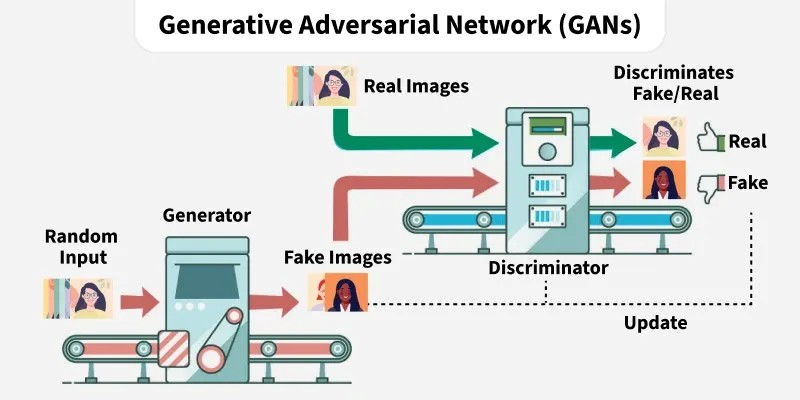 Generative Adversarial Network (GANs)
Real Images
Discriminates
Fake/Real
Real
Fake
Generator
Random
Input
Fake Images
Discriminator
Update